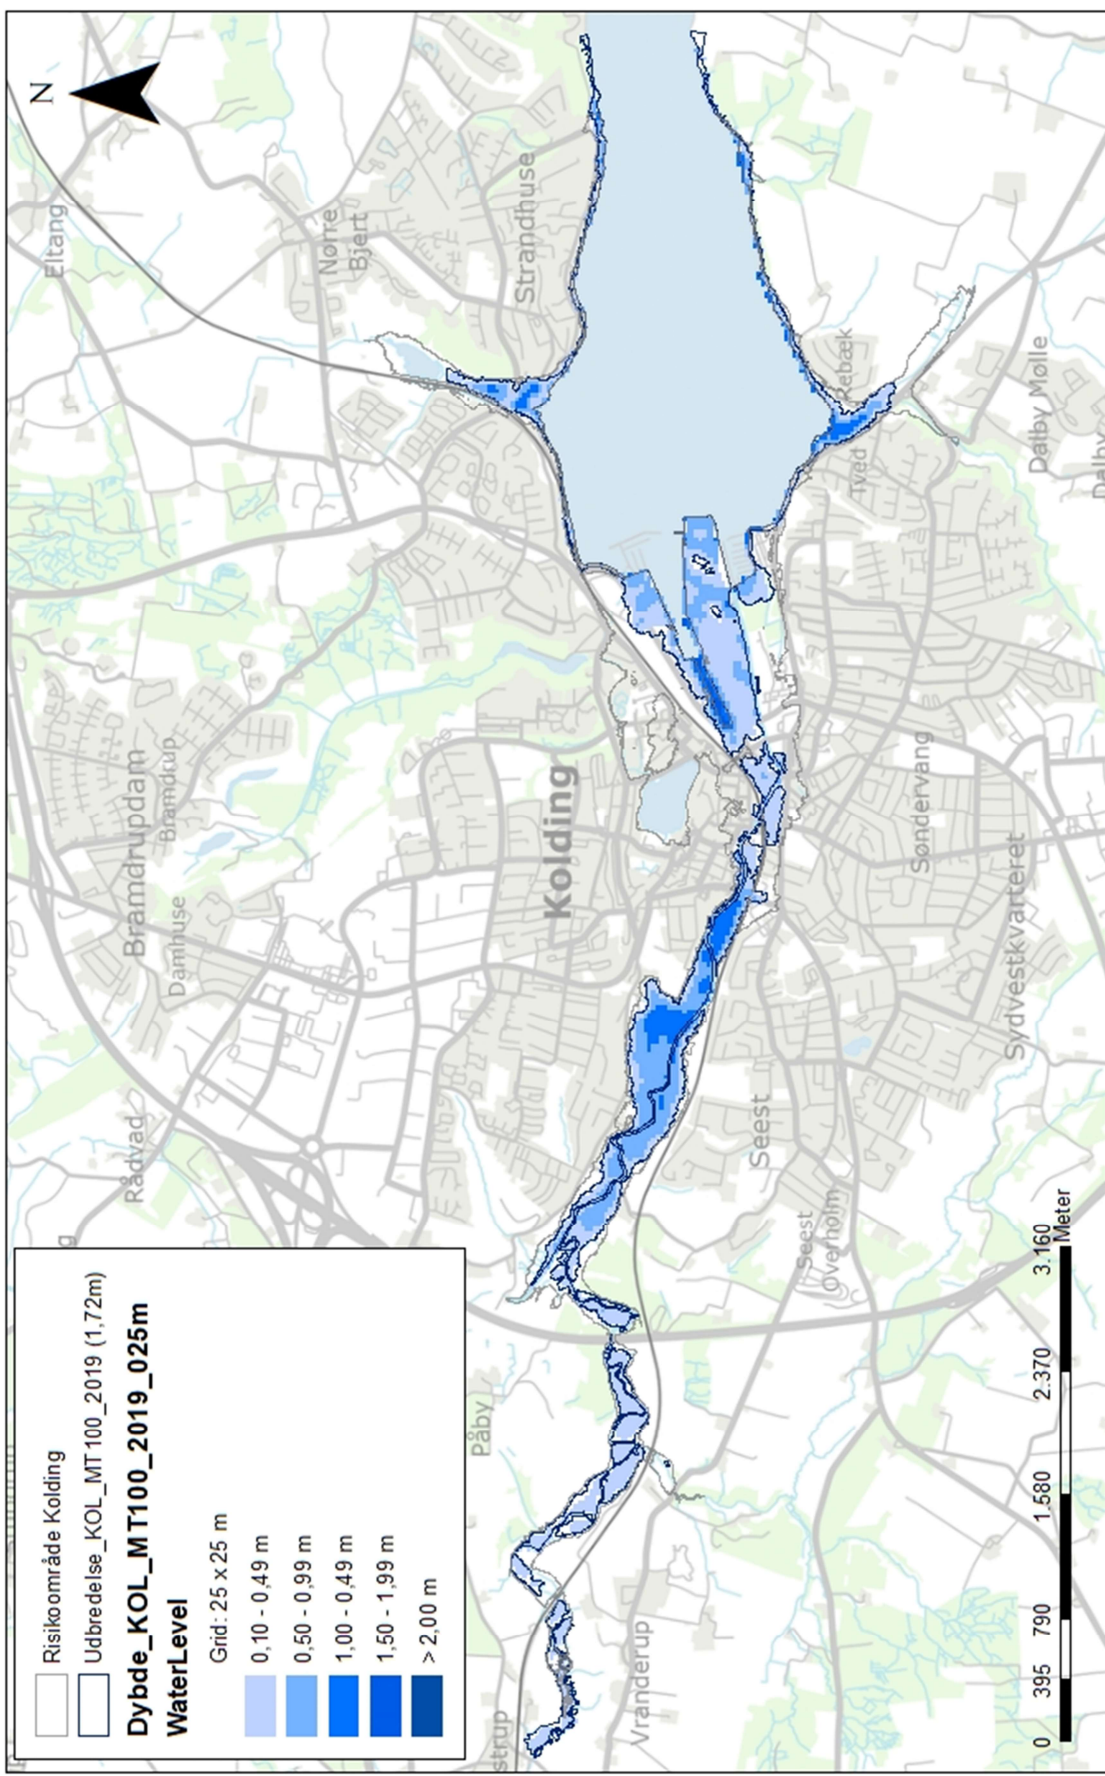 N
Eltang
Nørre
Bjert
Strandhuse
Rebæk
Tved
Dalby Mølle
Dalby
Brændrupdam
Bramdrup
Damhuse
Kolding
Søndervang
Sydvestkvarteret
Rådvad
Seest
Seest
Overholm
Påby
Vranderup
strup
g
Risikoområde Kolding
Udbredelse_KOL_MT100_2019 (1,72m)
Dybde_KOL_MT100_2019_025m
WaterLevel
Grid: 25 x 25 m
0,10 - 0,49 m
0,50 - 0,99 m
1,00 - 0,49 m
1,50 - 1,99 m
> 2,00 m
0 395 790 1.580 2.370 3.160
Meter